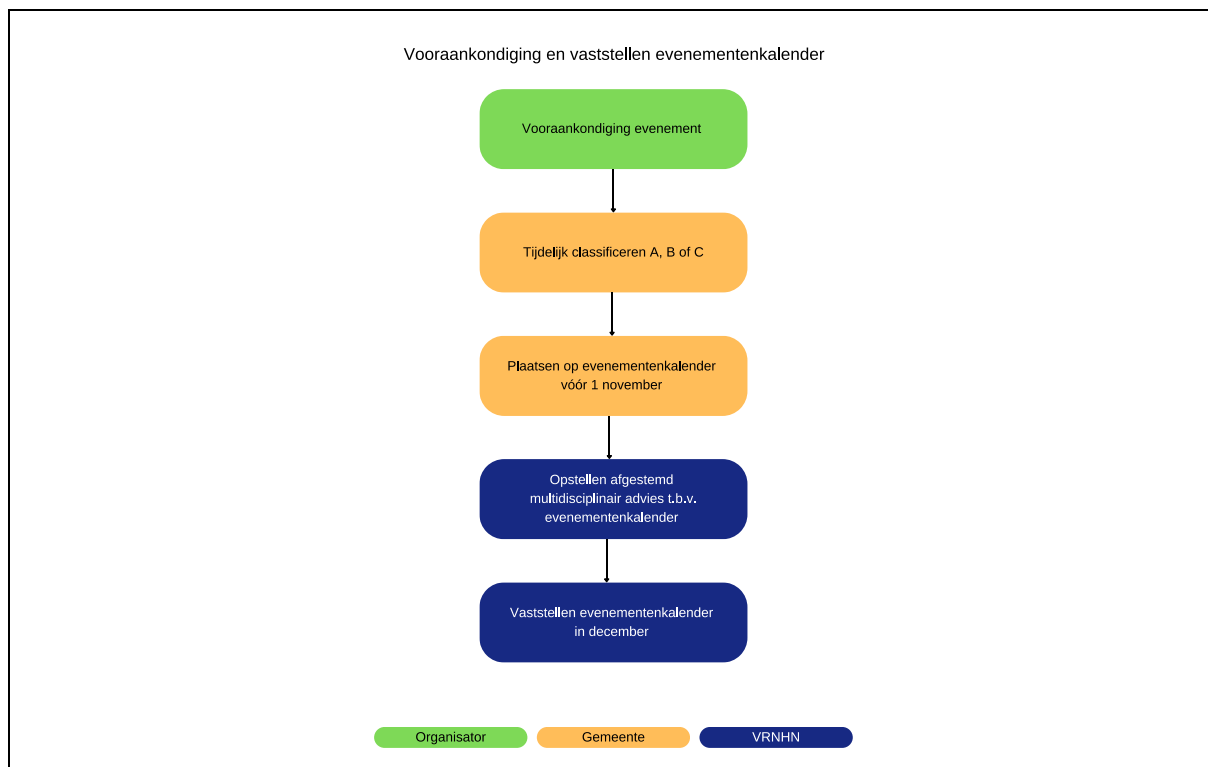 Vooraankondiging en vaststellen evenementenkalender
Vooraankondiging evenement
Tijdelijk classificeren A, B of C
Plaatsen op evenementenkalender
vóór 1 november
Opstellen afgestemd
multidisciplinair advies t.b.v.
evenementenkalender
Vaststellen evenementenkalender
in december
Organisator
Gemeente
VRNHN